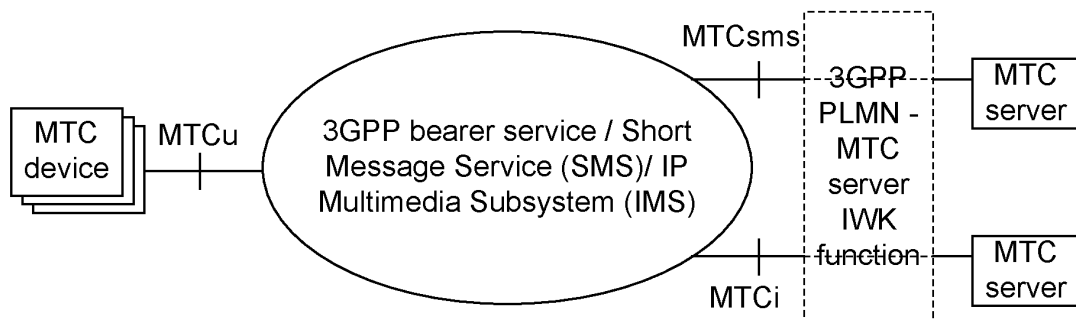 MTC
device
MTCu
3GPP bearer service / Short
Message Service (SMS)/ IP
Multimedia Subsystem (IMS)
MTCsms
MTCi
3GPP
PLMN -
MTC
server
IWK
function
MTC
server
MTC
server